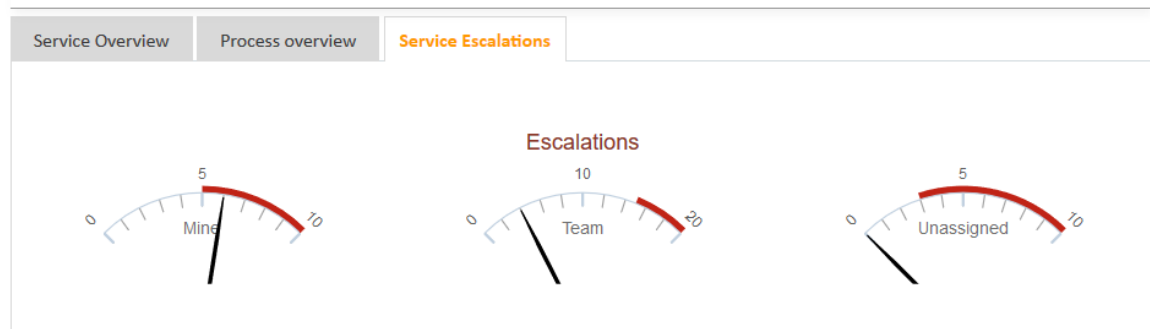 Service Overview
Process overview
Service Escalations
Escalations
0 5 10
Mine
0 10 20
Team
0 5 10
Unassigned